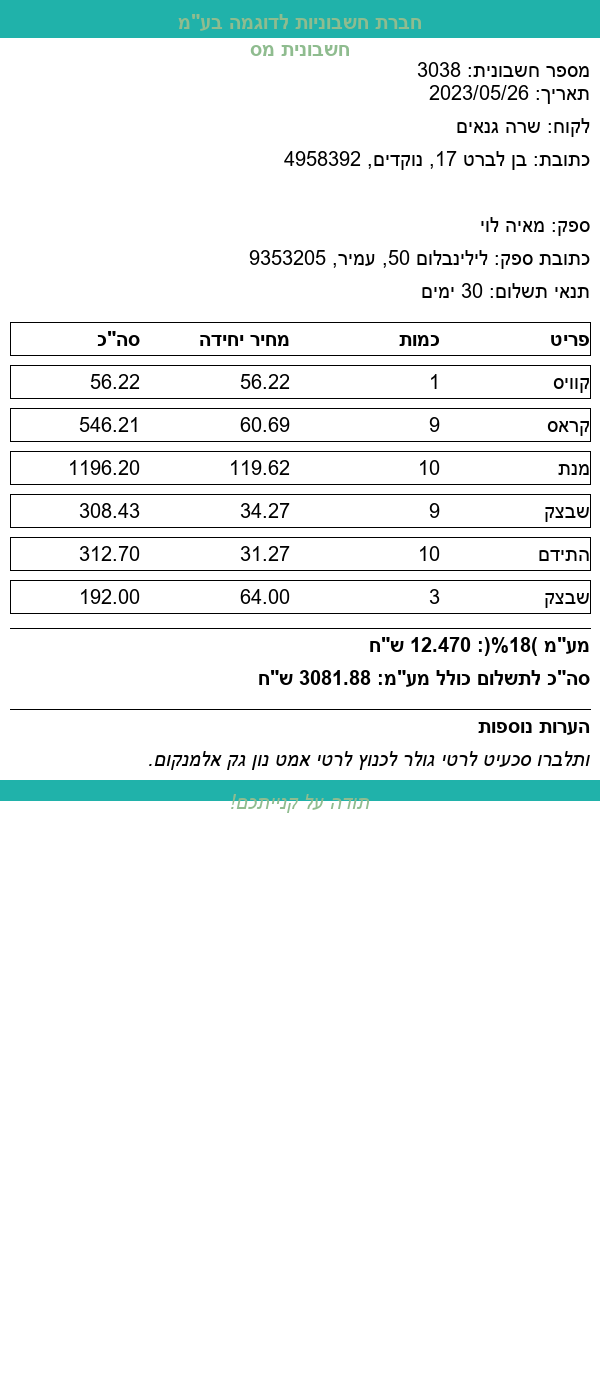 חברת חשבוניות לדוגמה בע"מ
חשבונית מס
מספר חשבונית: 3038
תאריך: 2023/05/26
לקוח: שרה גנאים
כתובת: בן לברט 17, נוקדים, 4958392
ספק: מאיה לוי
כתובת ספק: לילינבלום 50, עמיר, 9353205
תנאי תשלום: 30 ימים
פריט כמות מחיר יחידה סה"כ
קוויס 1 56.22 56.22
קראס 9 60.69 546.21
מנת 10 119.62 1196.20
שבצק 9 34.27 308.43
התידם 10 31.27 312.70
שבצק 3 64.00 192.00
מע"מ )18%(: 12.470 ש"ח
סה"כ לתשלום כולל מע"מ: 3081.88 ש"ח
הערות נוספות
ותלברו סכעיט לרטי גולר לכנוץ לרטי אמט נון גק אלמנקום.
תודה על קנייתכם!